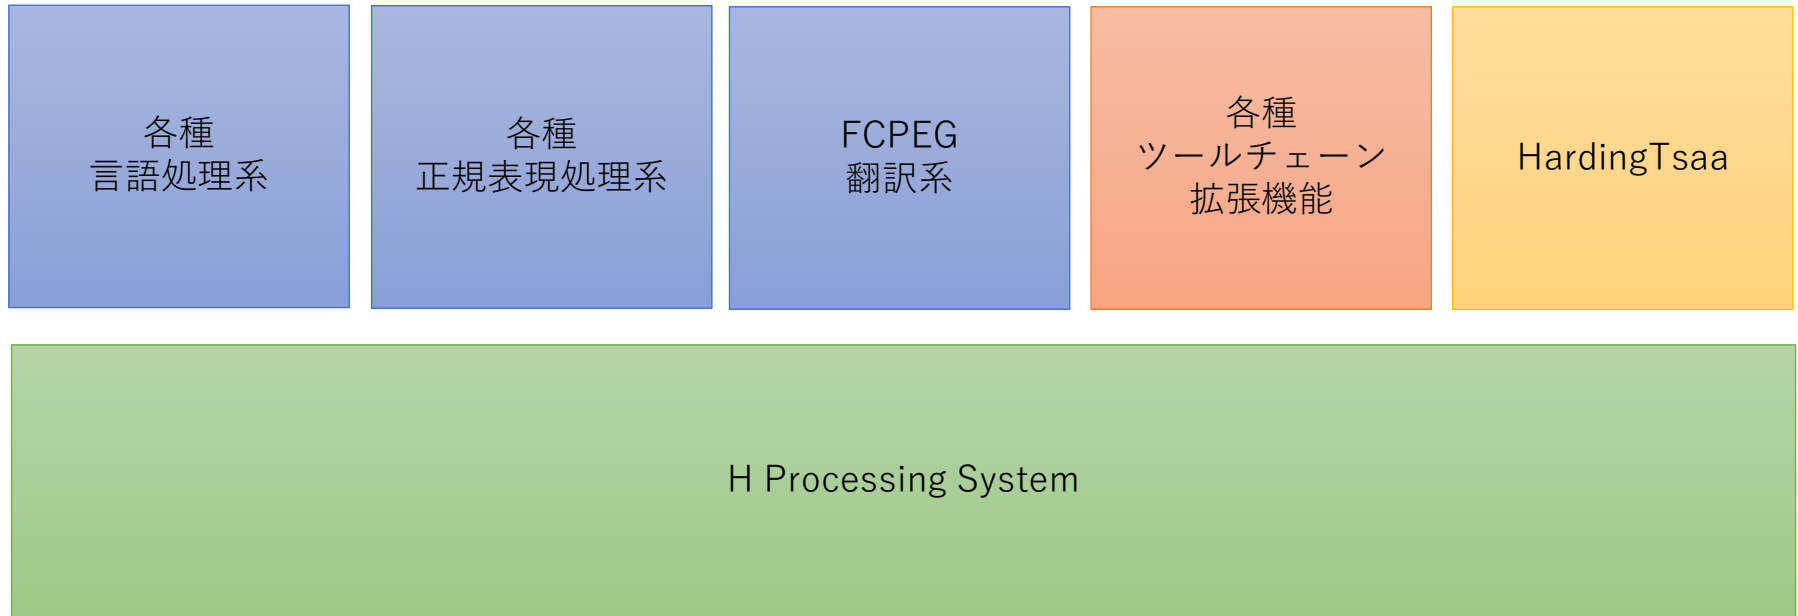 各種
言語処理系
各種
正規表現処理系
FCPEG
翻訳系
各種
ツールチェーン
拡張機能
HardingTsaa
H Processing System